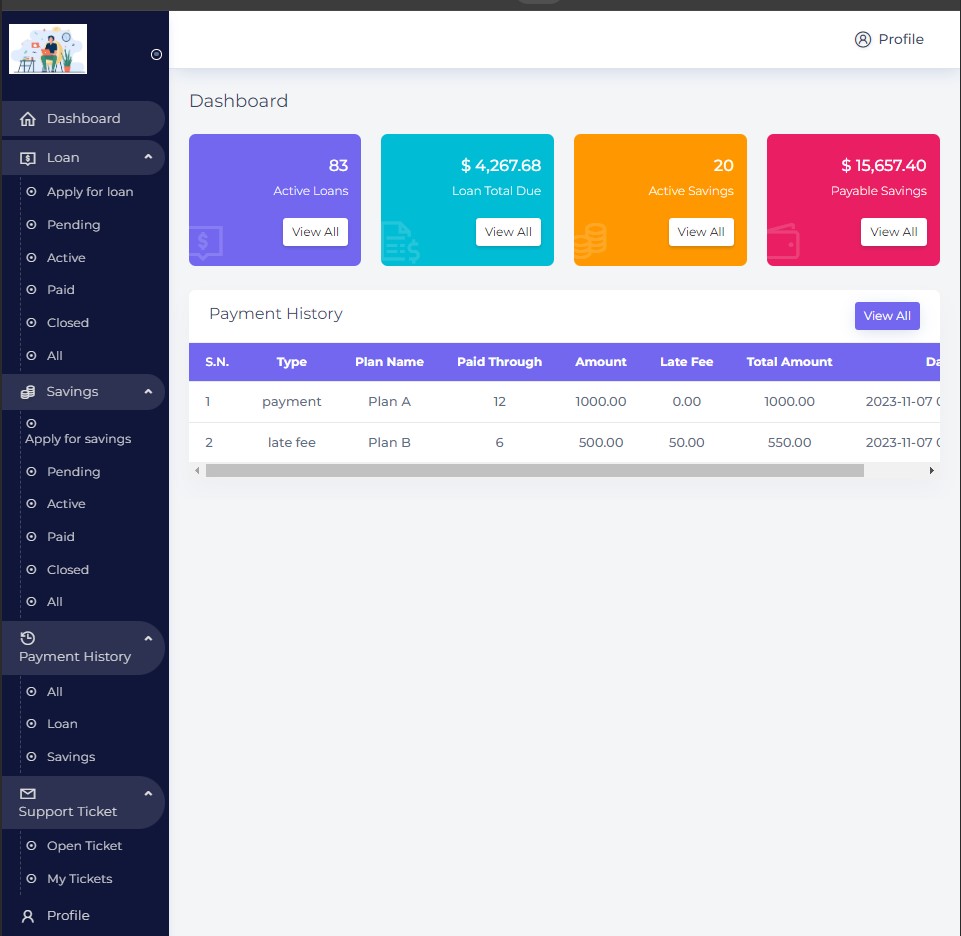 Profile
Dashboard
Loan
Apply for loan
Pending
Active
Paid
Closed
All
Savings
Apply for savings
Pending
Active
Paid
Closed
All
Payment History
All
Loan
Savings
Support Ticket
Open Ticket
My Tickets
Profile
Dashboard
83
Active Loans
View All
$ 4,267.68
Loan Total Due
View All
20
Active Savings
View All
$ 15,657.40
Payable Savings
View All
Payment History
View All
S.N. Type Plan Name Paid Through Amount Late Fee Total Amount
1 payment Plan A 12 1000.00 0.00 1000.00 2023-11-07
2 late fee Plan B 6 500.00 50.00 550.00 2023-11-07